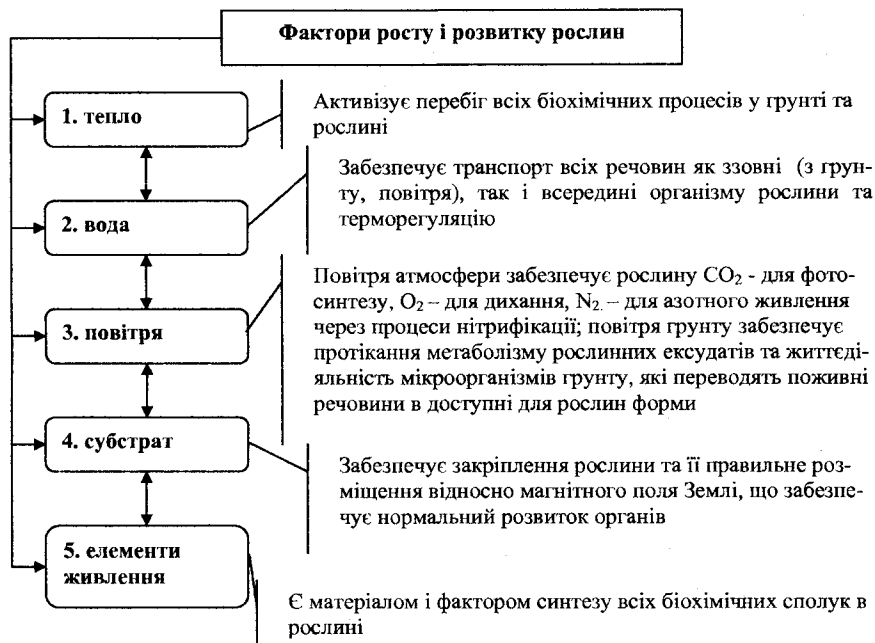 Фактори росту і розвитку рослин
1. тепло
Активізує перебіг всіх біохімічних процесів у грунті та
рослині
2. вода
Забезпечує транспорт всіх речовин як ззовні (з грун-
ту, повітря), так і всередині організму рослини та
терморегуляцію
3. повітря
Повітря атмосфери забезпечує рослину CO₂ - для фото-
синтезу, O₂ – для дихання, N₂. – для азотного живлення
через процеси нітрифікації; повітря грунту забезпечує
протікання метаболізму рослинних ексудатів та життєді-
яльність мікроорганізмів грунту, які переводять поживні
речовини в доступні для рослин форми
4. субстрат
Забезпечує закріплення рослини та її правильне роз-
міщення відносно магнітного поля Землі, що забезпе-
чує нормальний розвиток органів
5. елементи
живлення
Є матеріалом і фактором синтезу всіх біохімічних сполук в
рослині